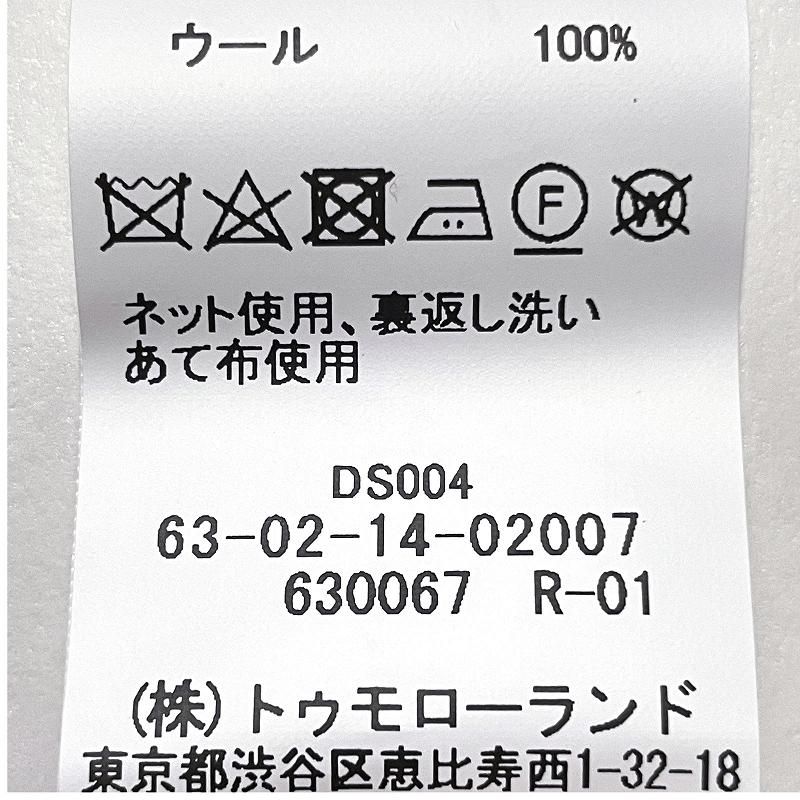 ウール 100%
F W
ネット使用、裏返し洗い
あて布使用
DS004
63-02-14-02007
630067 R-01
(株)トゥモローランド
東京都渋谷区恵比寿西1-32-18